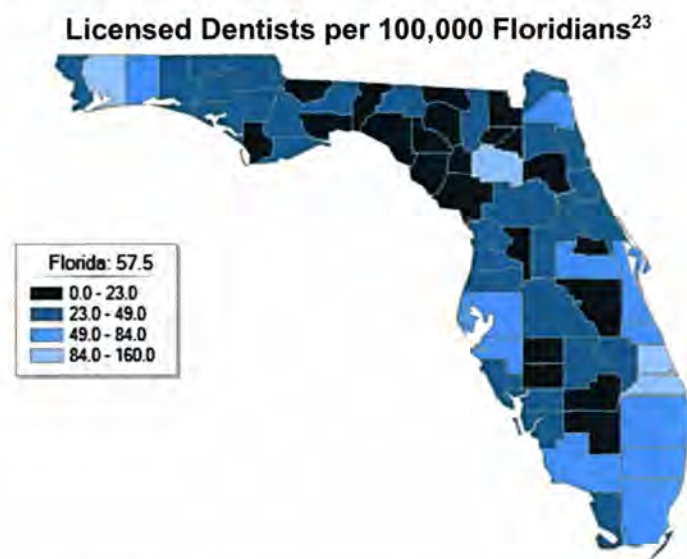 Licensed Dentists per 100,000 Floridians²³
Florida: 57.5
0.0 - 23.0
23.0 - 49.0
49.0 - 84.0
84.0 - 160.0